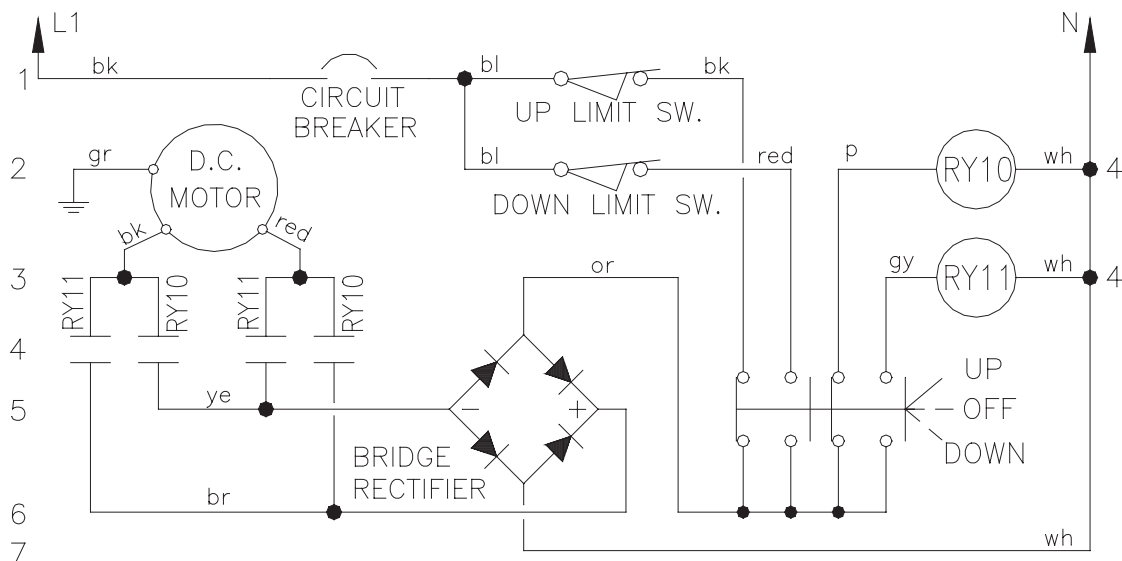 L1 N
1 bk bl bk
CIRCUIT
BREAKER
UP LIMIT SW.
2 gr D.C.
MOTOR
bl red p RY10 wh 4
DOWN LIMIT SW.
bk red
3 RY11 RY10 RY11 RY10 or gy RY11 wh 4
4
UP
5 ye - + OFF
DOWN
BRIDGE
RECTIFIER
br
6
7 wh